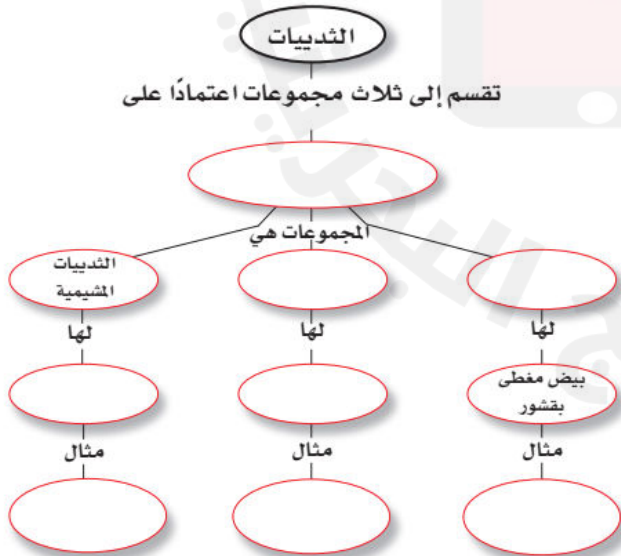 الثدييات
تقسم إلى ثلاث مجموعات اعتمادًا على
المجموعات هي
الثدييات
المشيمية
لها
لها
لها
بيض مغطى
بقشور
مثال
مثال
مثال